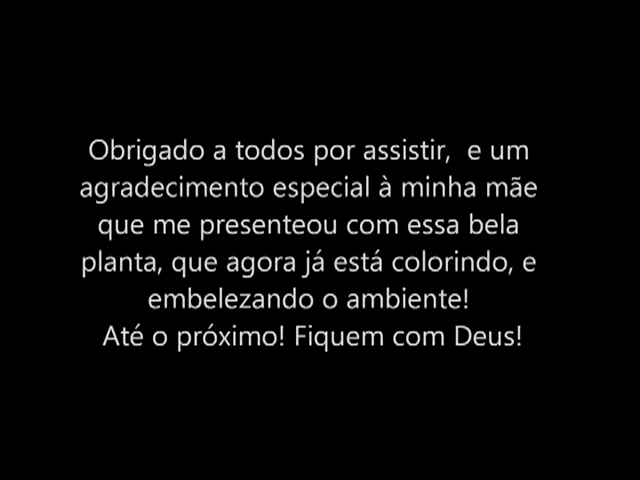 Obrigado a todos por assistir,  e um
agradecimento especial à minha mãe
que me presenteou com essa bela
planta, que agora já está colorindo, e
embelezando o ambiente!
Até o próximo! Fiquem com Deus!